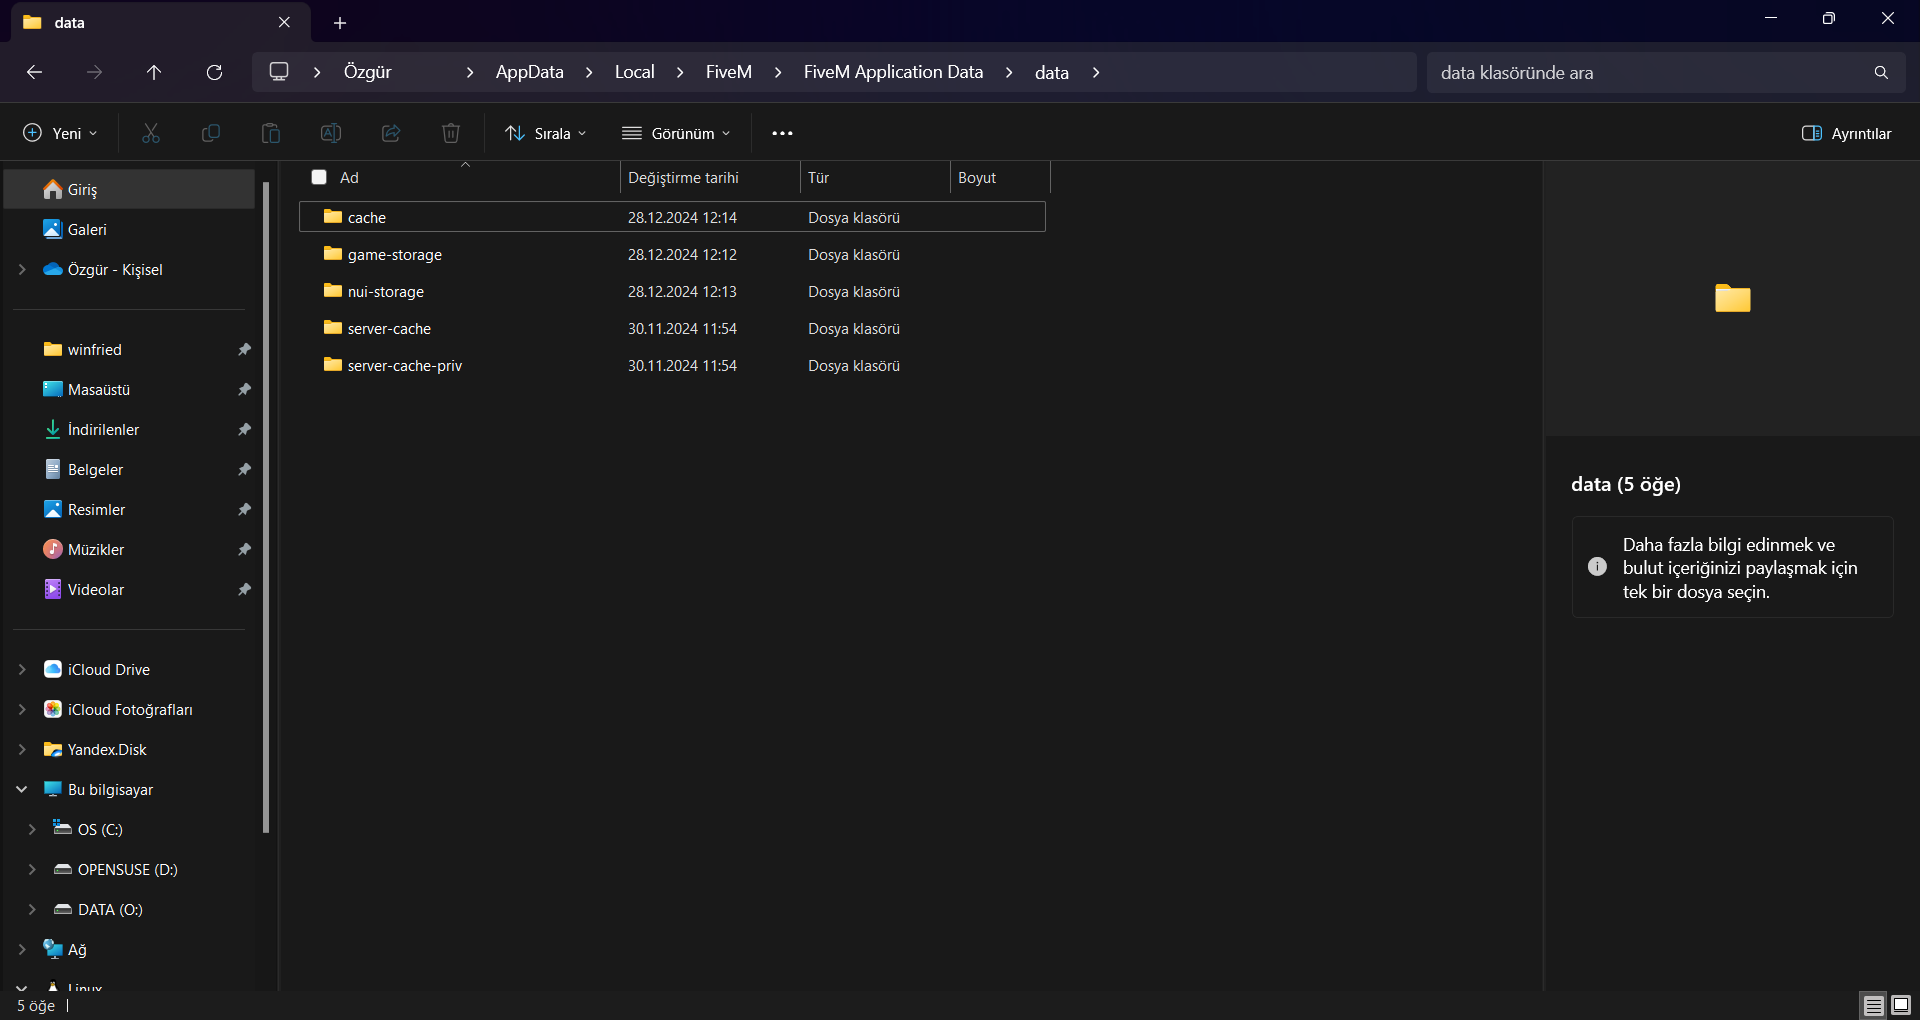 data
Özgür
AppData
Local
FiveM
FiveM Application Data
data
data klasöründe ara
Yeni
Sırala
Görünüm
Ayrıntılar
Giriş
Galeri
Özgür - Kişisel
winfried
Masaüstü
İndirilenler
Belgeler
Resimler
Müzikler
Videolar
iCloud Drive
iCloud Fotoğrafları
Yandex.Disk
Bu bilgisayar
OS (C:)
OPENSUSE (D:)
DATA (O:)
Ağ
Linux
Ad Değiştirme tarihi Tür Boyut
cache 28.12.2024 12:14 Dosya klasörü
game-storage 28.12.2024 12:12 Dosya klasörü
nui-storage 28.12.2024 12:13 Dosya klasörü
server-cache 30.11.2024 11:54 Dosya klasörü
server-cache-priv 30.11.2024 11:54 Dosya klasörü
data (5 öğe)
Daha fazla bilgi edinmek ve
bulut içeriğinizi paylaşmak için
tek bir dosya seçin.
5 öğe